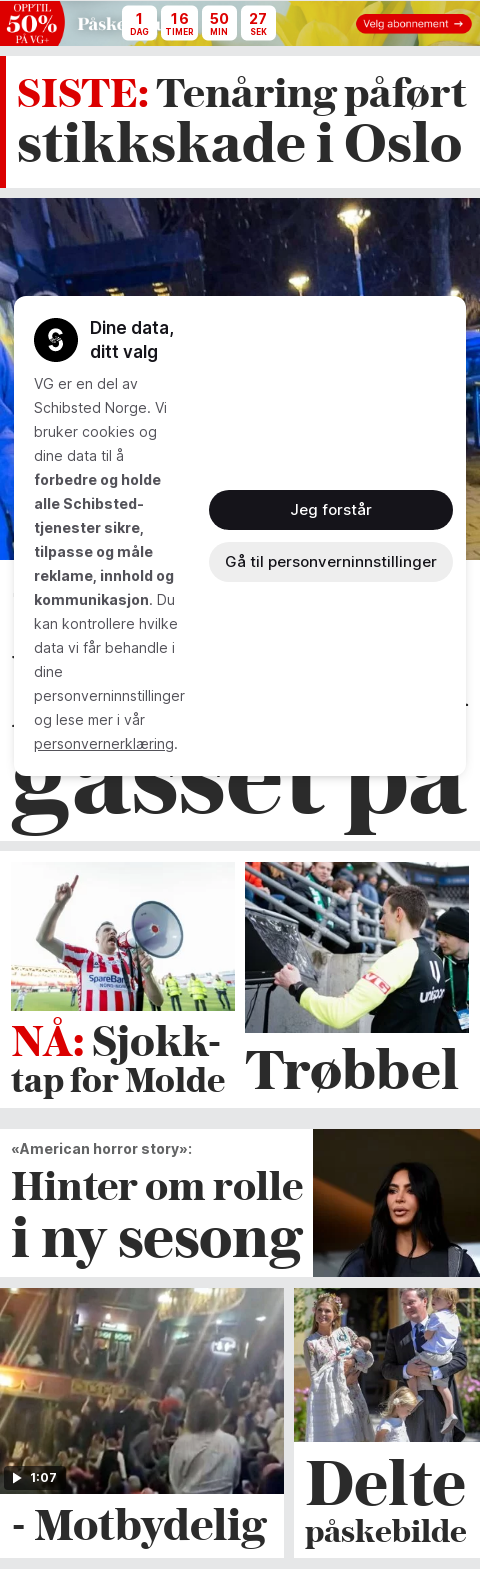 OPPTIL
50%
PÅ VG+
1
DAG
16
TIMER
50
MIN
27
SEK
Velg abonnement →
SISTE: Tenåring påført
stikkskade i Oslo
Dine data,
ditt valg
VG er en del av
Schibsted Norge. Vi
bruker cookies og
dine data til å
forbedre og holde
alle Schibsted-
tjenester sikre,
tilpasse og måle
reklame, innhold og
kommunikasjon. Du
kan kontrollere hvilke
data vi får behandle i
dine
personverninnstillinger
og lese mer i vår
personvernerklæring.
Jeg forstår
Gå til personverninnstillinger
gasset på
SpareBank
NORD-NORGE
NÅ: Sjokk-
tap for Molde
Trøbbel
«American horror story»:
Hinter om rolle
i ny sesong
1:07
- Motbydelig
Delte
påskebilde